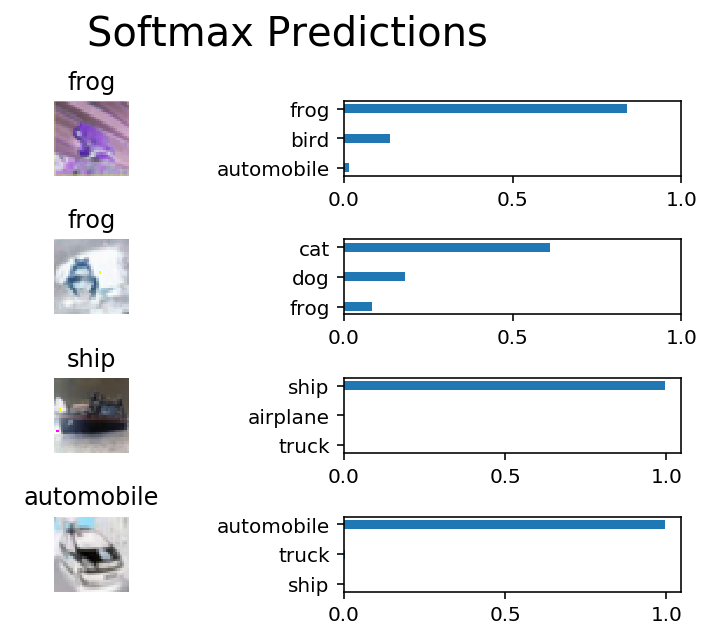 Softmax Predictions
frog
frog
bird
automobile
0.0 0.5 1.0
frog
cat
dog
frog
0.0 0.5 1.0
ship
ship
airplane
truck
0.0 0.5 1.0
automobile
automobile
truck
ship
0.0 0.5 1.0